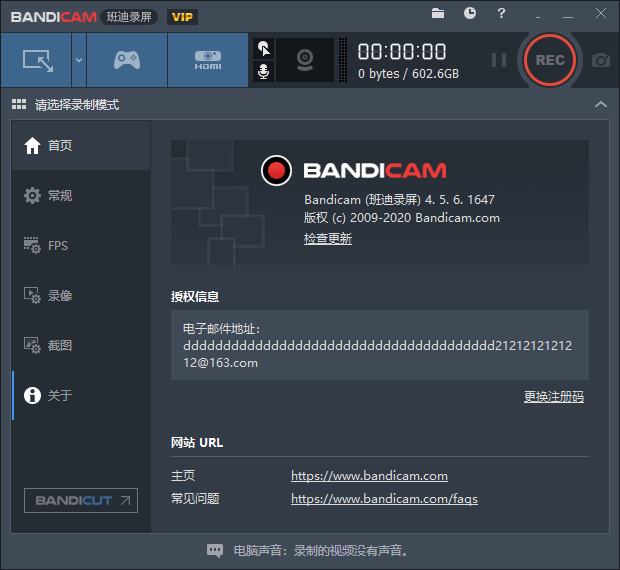 BANDICAM 班迪录屏 VIP
HDMI
00:00:00
0 bytes / 602.6GB
REC
请选择录制模式
首页
常规
FPS
录像
截图
关于
BANDICUT
BANDICAM
Bandicam (班迪录屏) 4. 5. 6. 1647
版权 (c) 2009-2020 Bandicam.com
检查更新
授权信息
电子邮件地址:
dddddddddddddddddddddddddddddddddddddd21212121212
12@163.com
更换注册码
网站 URL
主页 https://www.bandicam.com
常见问题 https://www.bandicam.com/faqs
电脑声音: 录制的视频没有声音。